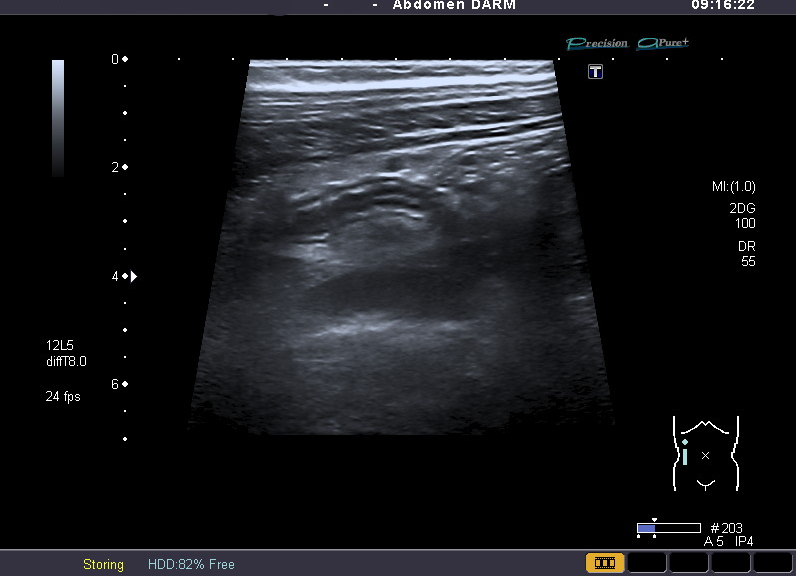 - - Abdomen DARM 09:16:22
Precision APure+
0
T
2
MI:(1.0)
2DG
100
DR
55
4
12L5
diffT8.0
6
24 fps
#203
A 5 IP4
Storing HDD:82% Free